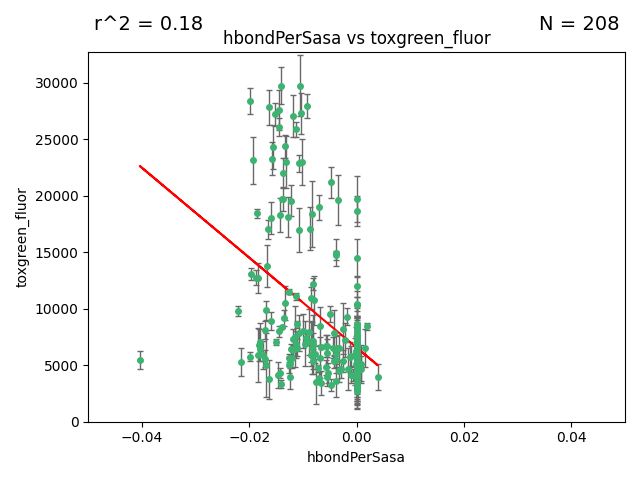 r^2 = 0.18
N = 208
hbondPerSasa vs toxgreen_fluor
30000
25000
20000
15000
10000
5000
0
toxgreen_fluor
−0.04
−0.02
0.00
0.02
0.04
hbondPerSasa